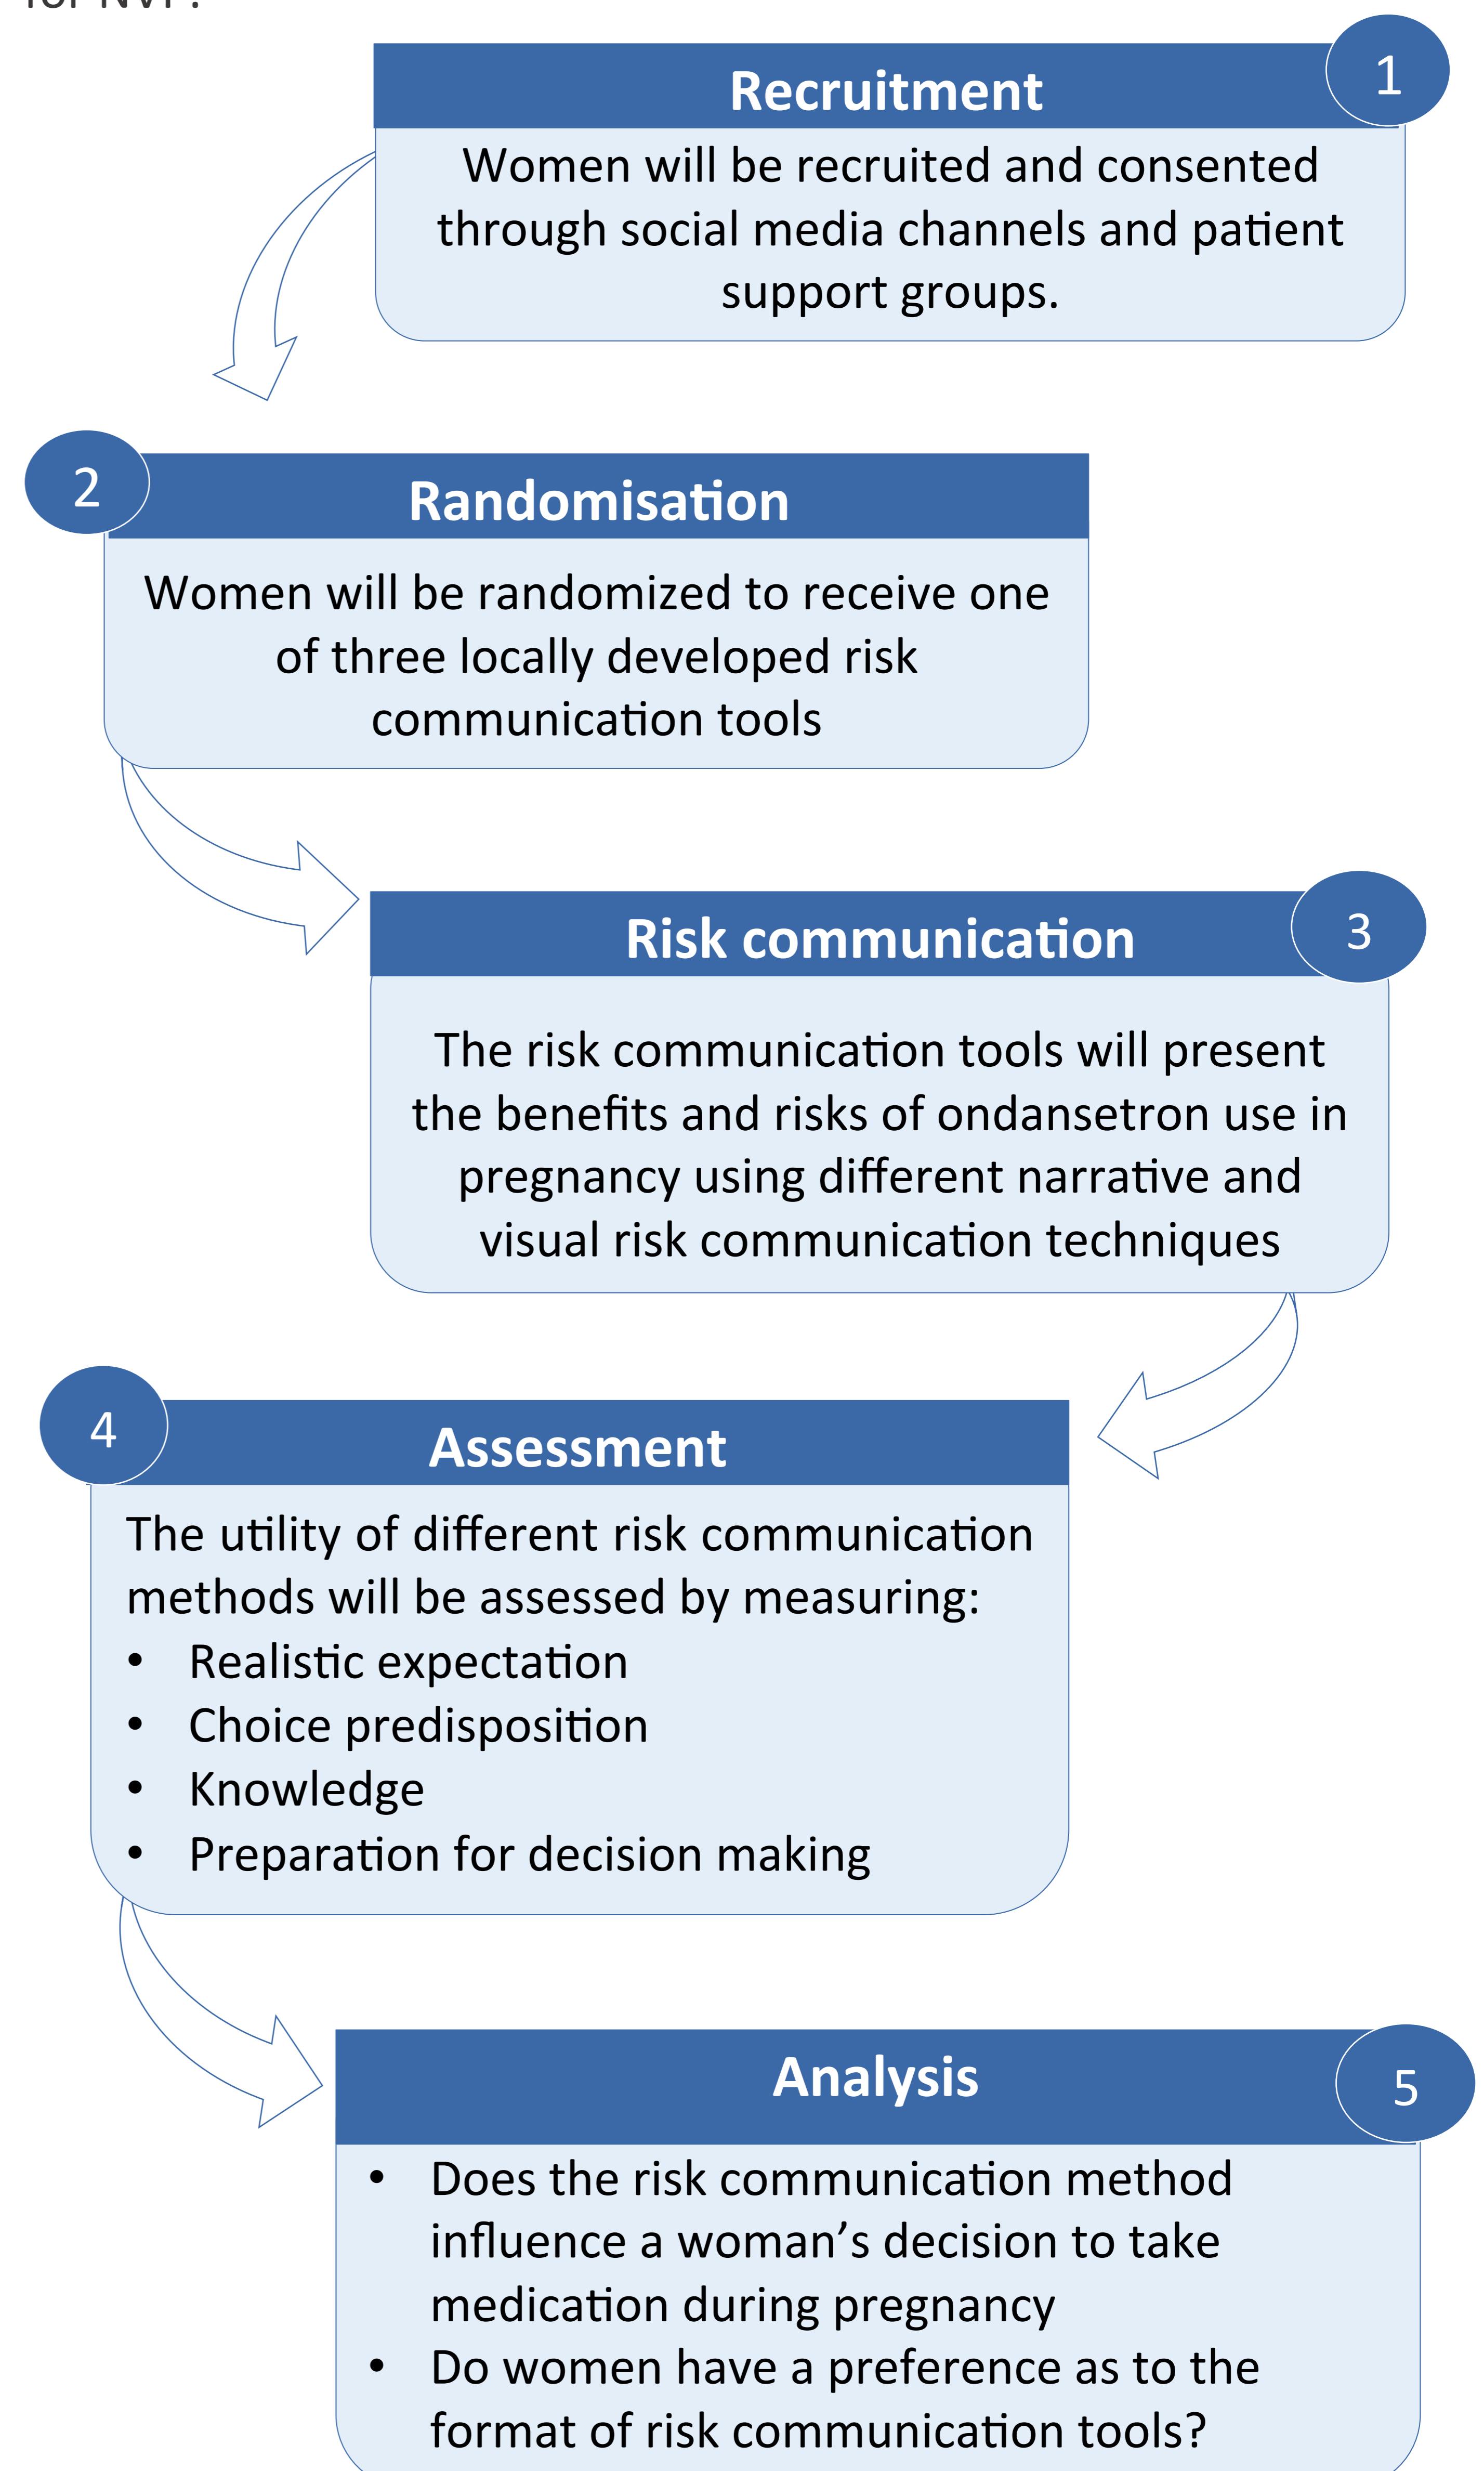 for NVP.
Recruitment
1
Women will be recruited and consented
through social media channels and patient
support groups.
2
Randomisation
Women will be randomized to receive one
of three locally developed risk
communication tools
Risk communication
3
The risk communication tools will present
the benefits and risks of ondansetron use in
pregnancy using different narrative and
visual risk communication techniques
4
Assessment
The utility of different risk communication
methods will be assessed by measuring:
• Realistic expectation
• Choice predisposition
• Knowledge
• Preparation for decision making
Analysis
5
• Does the risk communication method
influence a woman’s decision to take
medication during pregnancy
• Do women have a preference as to the
format of risk communication tools?